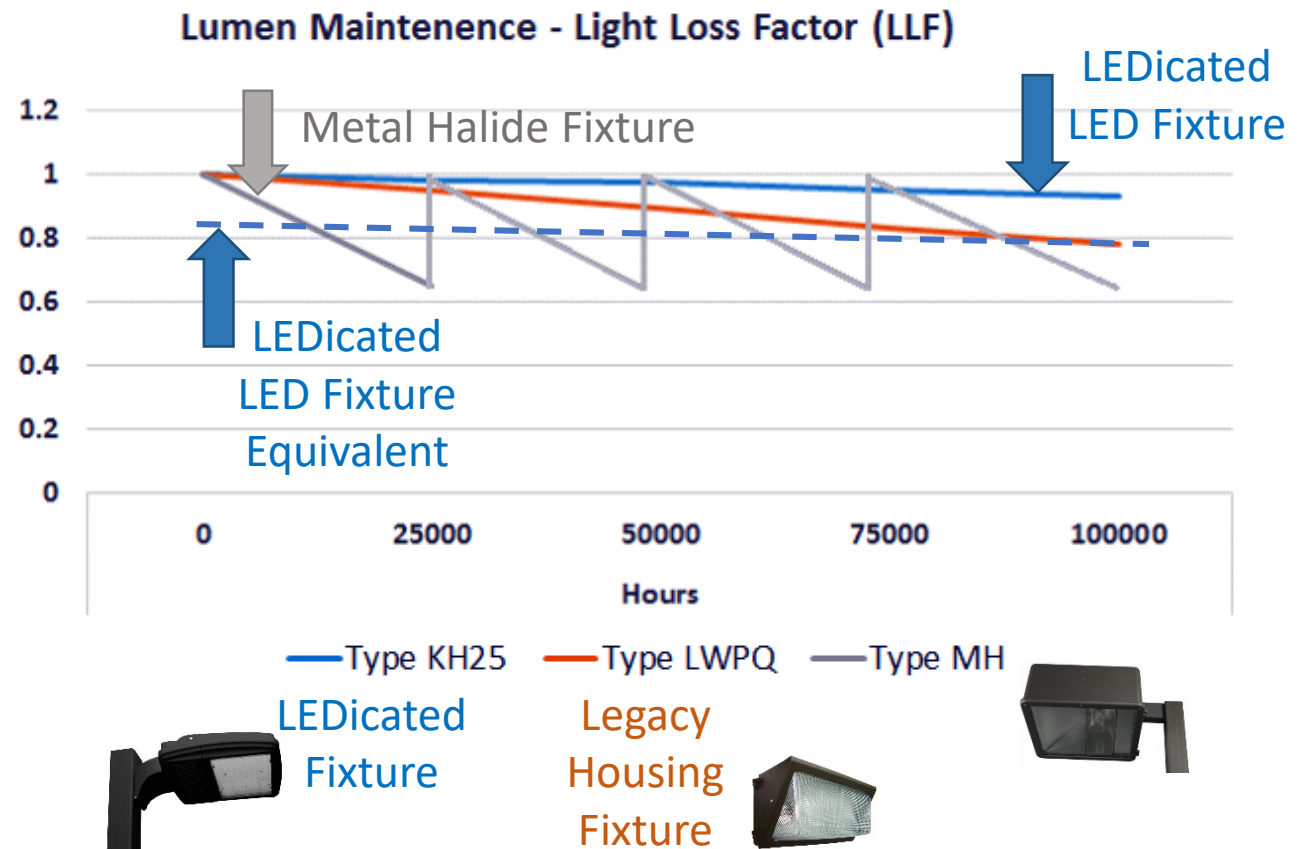 Lumen Maintenence - Light Loss Factor (LLF)
LEDicated
LED Fixture
Metal Halide Fixture
1.2
1
0.8
0.6
0.4
0.2
0
LEDicated
LED Fixture
Equivalent
0 25000 50000 75000 100000
Hours
Type KH25 Type LWPQ Type MH
LEDicated
Fixture
Legacy
Housing
Fixture